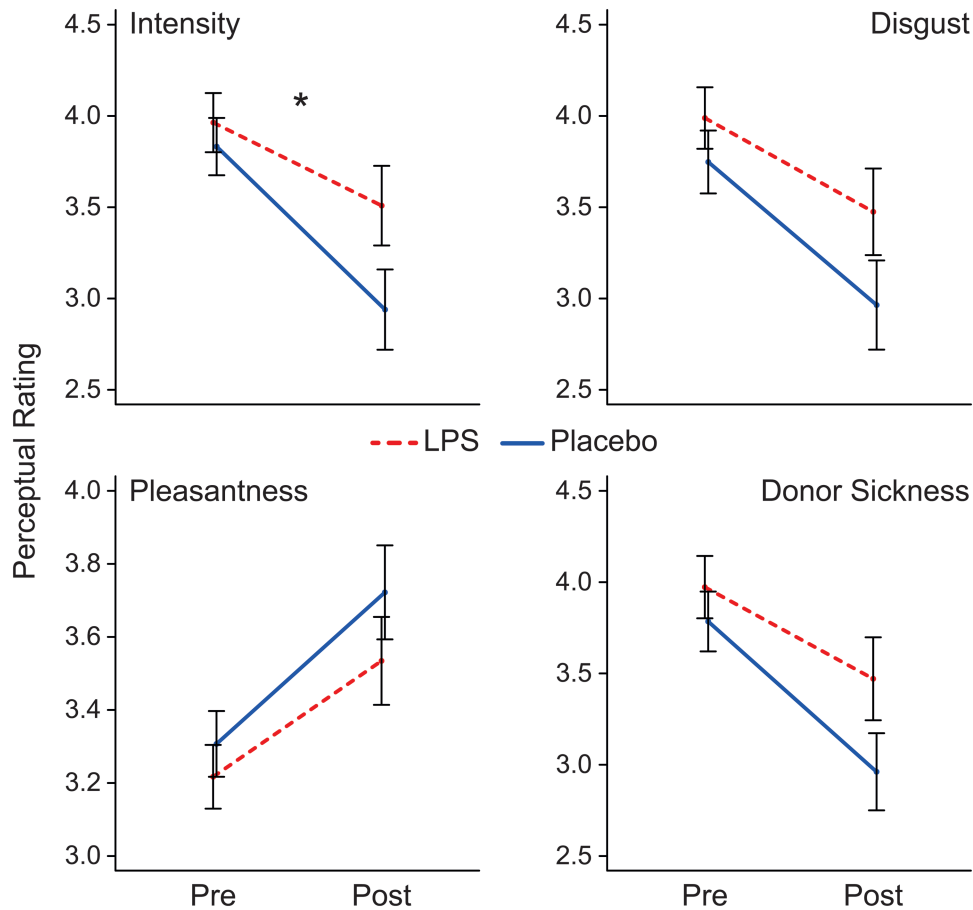 Perceptual Rating
Intensity
4.5
4.0
3.5
3.0
2.5
*
Disgust
4.5
4.0
3.5
3.0
2.5
LPS Placebo
Pleasantness
4.0
3.8
3.6
3.4
3.2
3.0
Pre Post
Donor Sickness
4.5
4.0
3.5
3.0
2.5
Pre Post